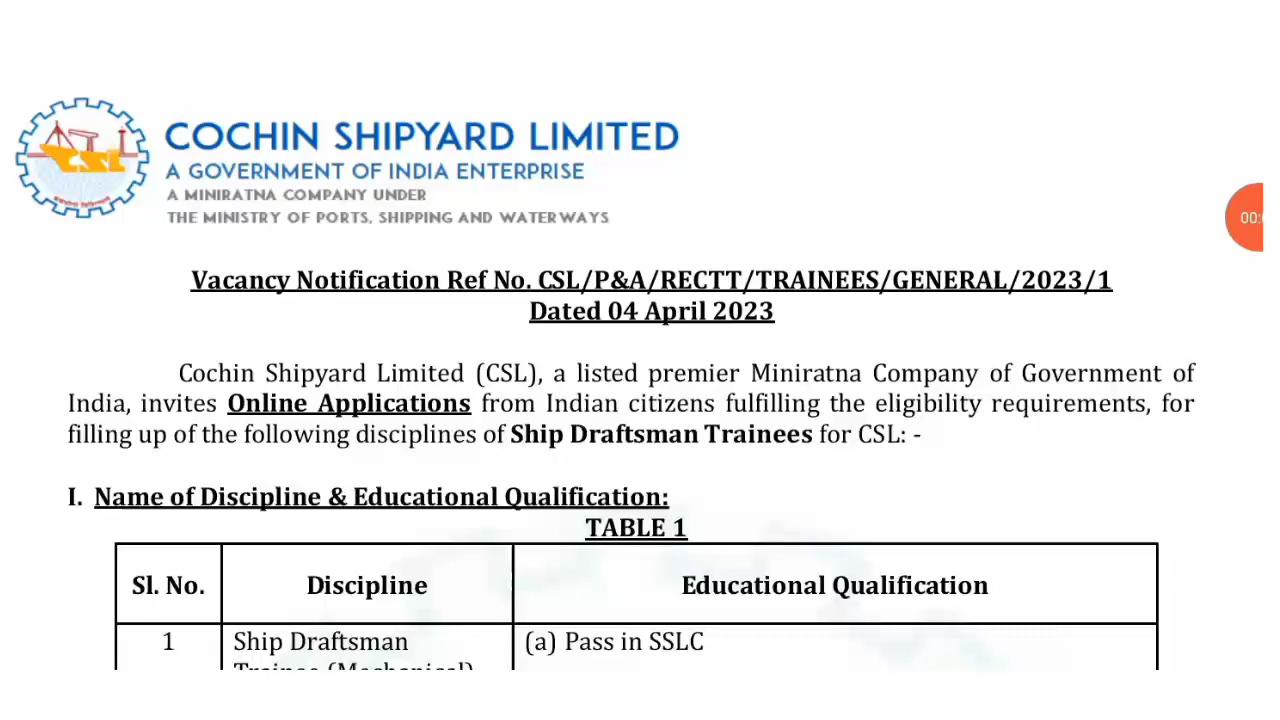 CSL
COCHIN SHIPYARD LIMITED
A GOVERNMENT OF INDIA ENTERPRISE
A MINIRATNA COMPANY UNDER
THE MINISTRY OF PORTS, SHIPPING AND WATERWAYS
00:
Vacancy Notification Ref No. CSL/P&A/RECTT/TRAINEES/GENERAL/2023/1
Dated 04 April 2023
Cochin Shipyard Limited (CSL), a listed premier Miniratna Company of Government of
India, invites Online Applications from Indian citizens fulfilling the eligibility requirements, for
filling up of the following disciplines of Ship Draftsman Trainees for CSL: -
I. Name of Discipline & Educational Qualification:
TABLE 1
Sl. No. Discipline Educational Qualification
1 Ship Draftsman (a) Pass in SSLC
Trainee (Mechanical)